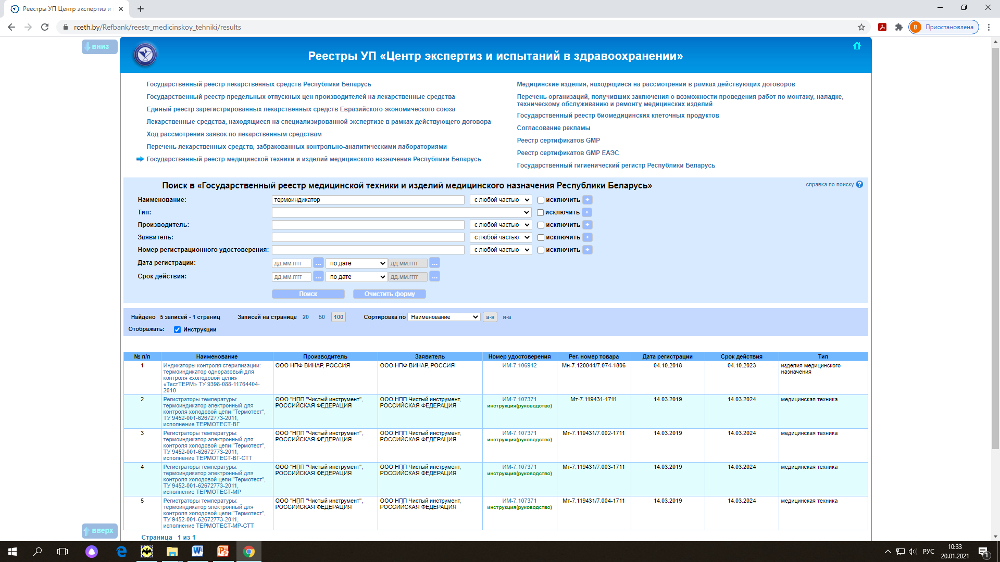 Реестры УП Центр экспертиз и
rceth.by/Refbank/reestr_medicinskoy_tehniki/results
В Приостановлена
вниз
Реестры УП «Центр экспертиз и испытаний в здравоохранении»
Государственный реестр лекарственных средств Республики Беларусь
Государственный реестр предельных отпускных цен производителей на лекарственные средства
Единый реестр зарегистрированных лекарственных средств Евразийского экономического союза
Лекарственные средства, находящиеся на специализированной экспертизе в рамках действующего договора
Ход рассмотрения заявок по лекарственным средствам
Перечень лекарственных средств, забракованных контрольно-аналитическими лабораториями
Государственный реестр медицинской техники и изделий медицинского назначения Республики Беларусь
Медицинские изделия, находящиеся на рассмотрении в рамках действующих договоров
Перечень организаций, получивших заключения о возможности проведения работ по монтажу, наладке,
техническому обслуживанию и ремонту медицинских изделий
Государственный реестр биомедицинских клеточных продуктов
Согласование рекламы
Реестр сертификатов GMP
Реестр сертификатов GMP ЕАЭС
Государственный гигиенический регистр Республики Беларусь
Поиск в «Государственный реестр медицинской техники и изделий медицинского назначения Республики Беларусь»
справка по поиску ?
Наименование: термоиндикатор с любой частью исключить +
Тип: исключить +
Производитель: с любой частью исключить +
Заявитель: с любой частью исключить +
Номер регистрационного удостоверения: с любой частью исключить +
Дата регистрации: дд.мм.гггг ... по дате дд.мм.гггг ...
Срок действия: дд.мм.гггг ... по дате дд.мм.гггг ...
Поиск Очистить форму
Найдено 5 записей - 1 страниц Записей на странице 20 50 100 Сортировка по Наименование а-я я-а
Отображать: Инструкции
№ п/п Наименование Производитель Заявитель Номер удостоверения Рег. номер товара Дата регистрации Срок действия Тип
1 Индикаторы контроля стерилизации: ООО НПФ ВИНАР, РОССИЯ ООО НПФ ВИНАР, РОССИЯ ИМ-7.106912 Мн-7.120044/7.074-1806 04.10.2018 04.10.2023 изделия медицинского
термоиндикатор одноразовый для назначения
контроля «холодовой цепи»
«ТестТЕРМ» ТУ 9398-088-11764404-
2010
2 Регистраторы температуры: ООО "НПП "Чистый инструмент", ООО НПП Чистый инструмент, ИМ-7.107371 Мт-7.119431-1711 14.03.2019 14.03.2024 медицинская техника
термоиндикатор электронный для РОССИЙСКАЯ ФЕДЕРАЦИЯ РОССИЙСКАЯ ФЕДЕРАЦИЯ инструкция(руководство)
контроля холодовой цепи "Термотест",
ТУ 9452-001-62672773-2011,
исполнение ТЕРМОТЕСТ-ВГ
3 Регистраторы температуры: ООО "НПП "Чистый инструмент", ООО НПП Чистый инструмент, ИМ-7.107371 Мт-7.119431/7.002-1711 14.03.2019 14.03.2024 медицинская техника
термоиндикатор электронный для РОССИЙСКАЯ ФЕДЕРАЦИЯ РОССИЙСКАЯ ФЕДЕРАЦИЯ инструкция(руководство)
контроля холодовой цепи "Термотест",
ТУ 9452-001-62672773-2011,
исполнение ТЕРМОТЕСТ-ВГ-СТТ
4 Регистраторы температуры: ООО "НПП "Чистый инструмент", ООО НПП Чистый инструмент, ИМ-7.107371 Мт-7.119431/7.003-1711 14.03.2019 14.03.2024 медицинская техника
термоиндикатор электронный для РОССИЙСКАЯ ФЕДЕРАЦИЯ РОССИЙСКАЯ ФЕДЕРАЦИЯ инструкция(руководство)
контроля холодовой цепи "Термотест",
ТУ 9452-001-62672773-2011,
исполнение ТЕРМОТЕСТ-МР
5 Регистраторы температуры: ООО "НПП "Чистый инструмент", ООО НПП Чистый инструмент, ИМ-7.107371 Мт-7.119431/7.004-1711 14.03.2019 14.03.2024 медицинская техника
термоиндикатор электронный для РОССИЙСКАЯ ФЕДЕРАЦИЯ РОССИЙСКАЯ ФЕДЕРАЦИЯ инструкция(руководство)
контроля холодовой цепи "Термотест",
ТУ 9452-001-62672773-2011,
исполнение ТЕРМОТЕСТ-МР-СТТ
вверх
Страница 1 из 1
РУС
10:33
20.01.2021
1